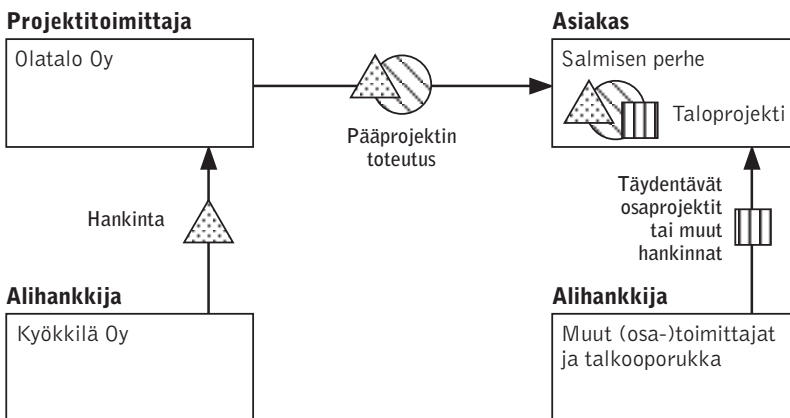 Projektitoimittaja
Olatalo Oy
Pääprojektin
toteutus
Asiakas
Salmisen perhe
Taloprojekti
Hankinta
Täydentävät
osaprojektit
tai muut
hankinnat
Alihankkija
Kyökkilä Oy
Alihankkija
Muut (osa-)toimittajat
ja talkooporukka